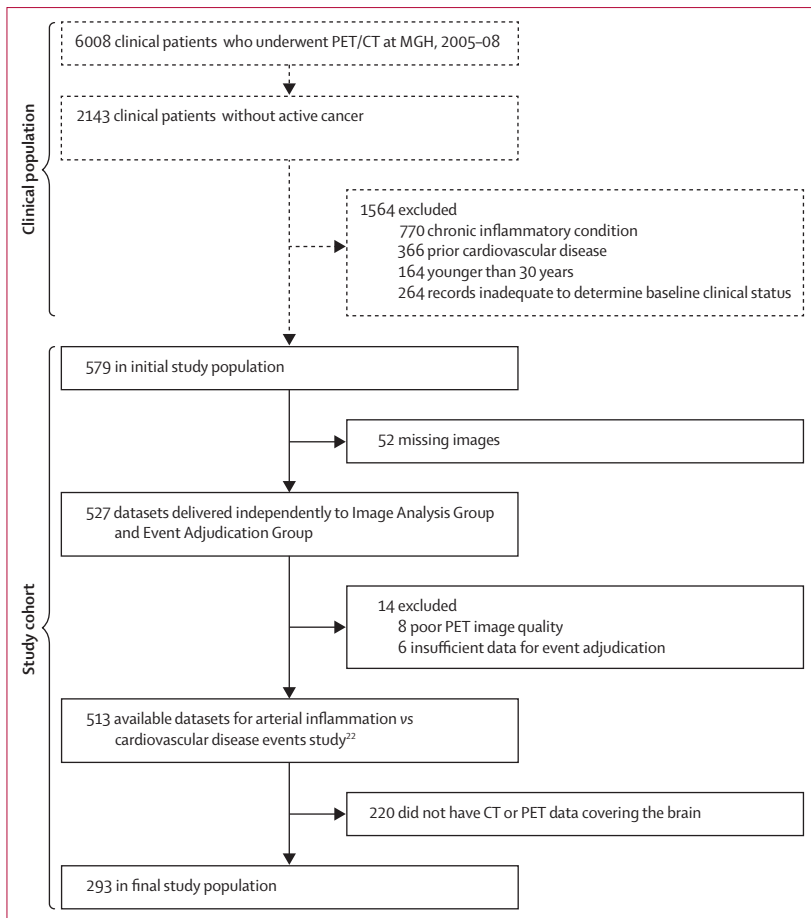 Clinical population
6008 clinical patients who underwent PET/CT at MGH, 2005–08
2143 clinical patients without active cancer
1564 excluded
770 chronic inflammatory condition
366 prior cardiovascular disease
164 younger than 30 years
264 records inadequate to determine baseline clinical status
Study cohort
579 in initial study population
52 missing images
527 datasets delivered independently to Image Analysis Group
and Event Adjudication Group
14 excluded
8 poor PET image quality
6 insufficient data for event adjudication
513 available datasets for arterial inflammation vs
cardiovascular disease events study²²
220 did not have CT or PET data covering the brain
293 in final study population